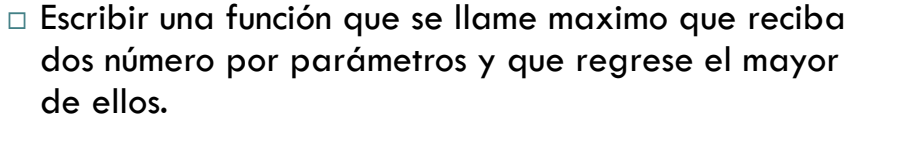 Escribir una función que se llame maximo que reciba
dos número por parámetros y que regrese el mayor
de ellos.